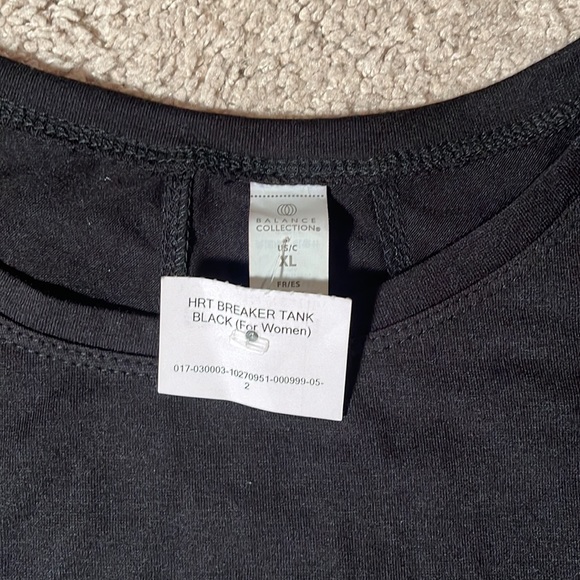 BALANCE
COLLECTION®
US/C
XL
FR/ES
HRT BREAKER TANK
BLACK (For Women)
017-030003-10270951-000999-05-
2